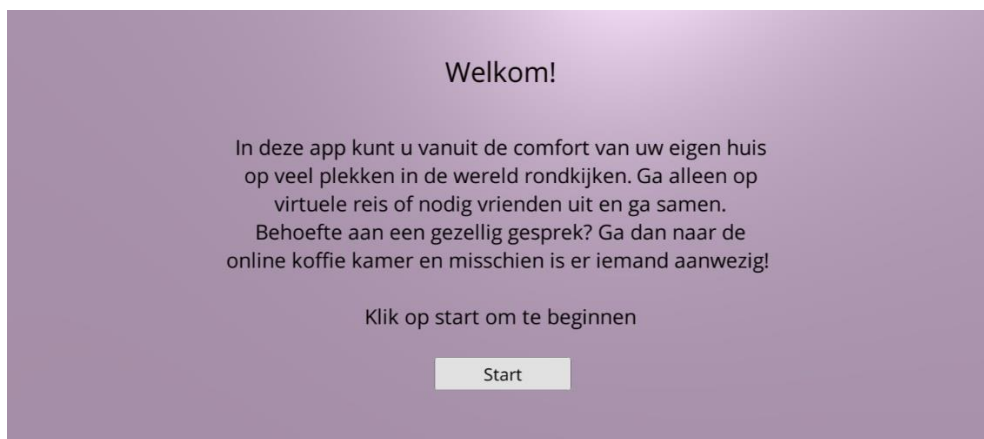 Welkom!
In deze app kunt u vanuit de comfort van uw eigen huis
op veel plekken in de wereld rondkijken. Ga alleen op
virtuele reis of nodig vrienden uit en ga samen.
Behoefte aan een gezellig gesprek? Ga dan naar de
online koffie kamer en misschien is er iemand aanwezig!
Klik op start om te beginnen
Start